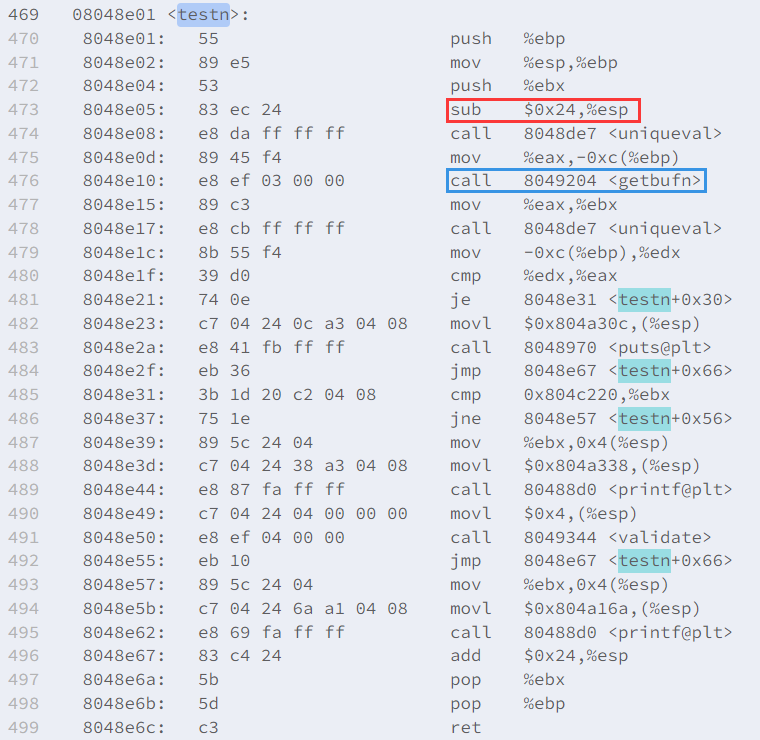 469 08048e01 <testn>:
470 8048e01: 55 push %ebp
471 8048e02: 89 e5 mov %esp,%ebp
472 8048e04: 53 push %ebx
473 8048e05: 83 ec 24 sub $0x24,%esp
474 8048e08: e8 da ff ff ff call 8048de7 <uniqueval>
475 8048e0d: 89 45 f4 mov %eax,-0xc(%ebp)
476 8048e10: e8 ef 03 00 00 call 8049204 <getbufn>
477 8048e15: 89 c3 mov %eax,%ebx
478 8048e17: e8 cb ff ff ff call 8048de7 <uniqueval>
479 8048e1c: 8b 55 f4 mov -0xc(%ebp),%edx
480 8048e1f: 39 d0 cmp %edx,%eax
481 8048e21: 74 0e je 8048e31 <testn+0x30>
482 8048e23: c7 04 24 0c a3 04 08 movl $0x804a30c,(%esp)
483 8048e2a: e8 41 fb ff ff call 8048970 <puts@plt>
484 8048e2f: eb 36 jmp 8048e67 <testn+0x66>
485 8048e31: 3b 1d 20 c2 04 08 cmp 0x804c220,%ebx
486 8048e37: 75 1e jne 8048e57 <testn+0x56>
487 8048e39: 89 5c 24 04 mov %ebx,0x4(%esp)
488 8048e3d: c7 04 24 38 a3 04 08 movl $0x804a338,(%esp)
489 8048e44: e8 87 fa ff ff call 80488d0 <printf@plt>
490 8048e49: c7 04 24 04 00 00 00 movl $0x4,(%esp)
491 8048e50: e8 ef 04 00 00 call 8049344 <validate>
492 8048e55: eb 10 jmp 8048e67 <testn+0x66>
493 8048e57: 89 5c 24 04 mov %ebx,0x4(%esp)
494 8048e5b: c7 04 24 6a a1 04 08 movl $0x804a16a,(%esp)
495 8048e62: e8 69 fa ff ff call 80488d0 <printf@plt>
496 8048e67: 83 c4 24 add $0x24,%esp
497 8048e6a: 5b pop %ebx
498 8048e6b: 5d pop %ebp
499 8048e6c: c3 ret